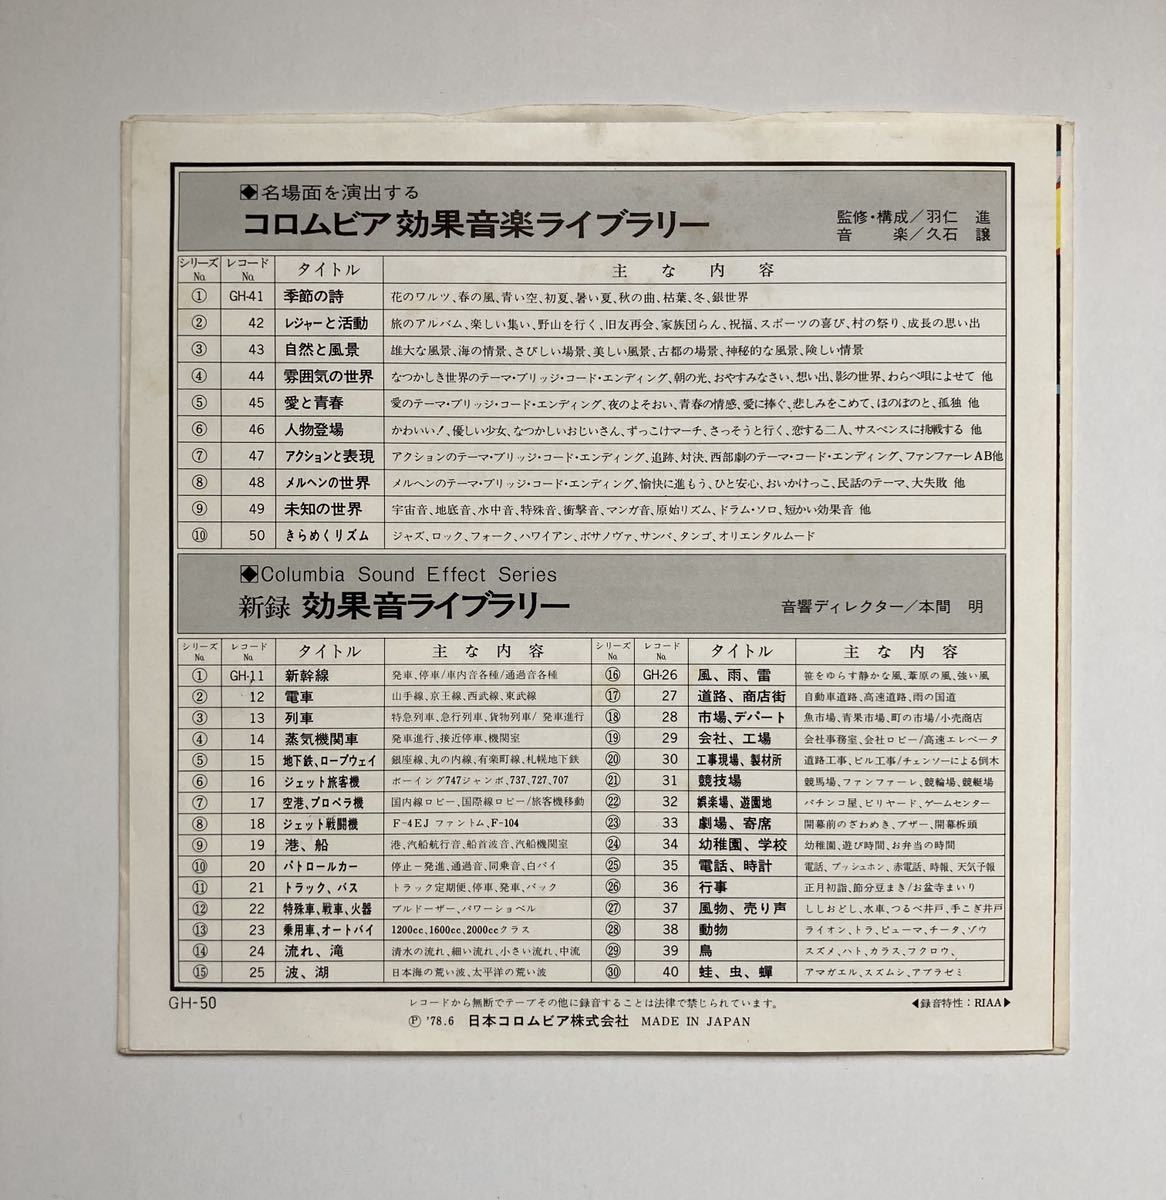 ◆名場面を演出する
コロムビア効果音楽ライブラリー
監修・構成／羽仁 進
音 楽／久石 譲
シリーズNo. レコードNo. タイトル 主な内容
① GH-41 季節の詩 花のワルツ、春の風、青い空、初夏、暑い夏、秋の曲、枯葉、冬、銀世界
② 42 レジャーと活動 旅のアルバム、楽しい集い、野山を行く、旧友再会、家族団らん、祝福、スポーツの喜び、村の祭り、成長の思い出
③ 43 自然と風景 雄大な風景、海の情景、さびしい場景、美しい風景、古都の場景、神秘的な風景、険しい情景
④ 44 雰囲気の世界 なつかしき世界のテーマ・ブリッジ・コード・エンディング、朝の光、おやすみなさい、想い出、影の世界、わらべ唄によせて 他
⑤ 45 愛と青春 愛のテーマ・ブリッジ・コード・エンディング、夜のよそおい、青春の情感、愛に捧ぐ、悲しみをこめて、ほのぼのと、孤独 他
⑥ 46 人物登場 かわいい!、優しい少女、なつかしいおじいさん、ずっこけマーチ、さっそうと行く、恋する二人、サスペンスに挑戦する 他
⑦ 47 アクションと表現 アクションのテーマ・ブリッジ・コード・エンディング、追跡、対決、西部劇のテーマ・コード・エンディング、ファンファーレAB他
⑧ 48 メルヘンの世界 メルヘンのテーマ・ブリッジ・コード・エンディング、愉快に進もう、ひと安心、おいかけっこ、民話のテーマ、大失敗 他
⑨ 49 未知の世界 宇宙音、地底音、水中音、特殊音、衝撃音、マンガ音、原始リズム、ドラム・ソロ、短かい効果音 他
⑩ 50 きらめくリズム ジャズ、ロック、フォーク、ハワイアン、ボサノヴァ、サンバ、タンゴ、オリエンタルムード
◆Columbia Sound Effect Series
新録 効果音ライブラリー
音響ディレクター／本間 明
シリーズNo. レコードNo. タイトル 主な内容
① GH-11 新幹線 発車、停車/車内音各種/通過音各種
② 12 電車 山手線、京王線、西武線、東武線
③ 13 列車 特急列車、急行列車、貨物列車/発車進行
④ 14 蒸気機関車 発車進行、接近停車、機関室
⑤ 15 地下鉄、ロープウェイ 銀座線、丸の内線、有楽町線、札幌地下鉄
⑥ 16 ジェット旅客機 ボーイング747ジャンボ、737、727、707
⑦ 17 空港、プロペラ機 国内線ロビー、国際線ロビー/旅客機移動
⑧ 18 ジェット戦闘機 F-4EJ ファントム、F-104
⑨ 19 港、船 港、汽船航行音、船首波音、汽船機関室
⑩ 20 パトロールカー 停止-発進、通過音、同乗音、白バイ
⑪ 21 トラック、バス トラック定期便、停車、発車、バック
⑫ 22 特殊車、戦車、火器 ブルドーザー、パワーショベル
⑬ 23 乗用車、オートバイ 1200cc、1600cc、2000ccクラス
⑭ 24 流れ、滝 清水の流れ、細い流れ、小さい流れ、中流
⑮ 25 波、湖 日本海の荒い波、太平洋の荒い波
シリーズNo. レコードNo. タイトル 主な内容
⑯ GH-26 風、雨、雷 笹をゆらす静かな風、葦原の風、強い風
⑰ 27 道路、商店街 自動車道路、高速道路、雨の国道
⑱ 28 市場、デパート 魚市場、青果市場、町の市場/小売商店
⑲ 29 会社、工場 会社事務室、会社ロビー/高速エレベータ
⑳ 30 工事現場、製材所 道路工事、ビル工事/チェンソーによる倒木
㉑ 31 競技場 競馬場、ファンファーレ、競輪場、競艇場
㉒ 32 娯楽場、遊園地 パチンコ屋、ビリヤード、ゲームセンター
㉓ 33 劇場、寄席 開幕前のざわめき、ブザー、開幕柝頭
㉔ 34 幼稚園、学校 幼稚園、遊び時間、お弁当の時間
㉕ 35 電話、時計 電話、プッシュホン、赤電話、時報、天気予報
㉖ 36 行事 正月初詣、節分豆まき/お盆寺まいり
㉗ 37 風物、売り声 ししおどし、水車、つるべ井戸、手こぎ井戸
㉘ 38 動物 ライオン、トラ、ピューマ、チータ、ゾウ
㉙ 39 鳥 スズメ、ハト、カラス、フクロウ、
㉚ 40 蛙、虫、蟬 アマガエル、スズムシ、アブラゼミ
GH-50
レコードから無断でテープその他に録音することは法律で禁じられています。
◀録音特性：RIAA▶
Ⓟ '78.6 日本コロムビア株式会社 MADE IN JAPAN